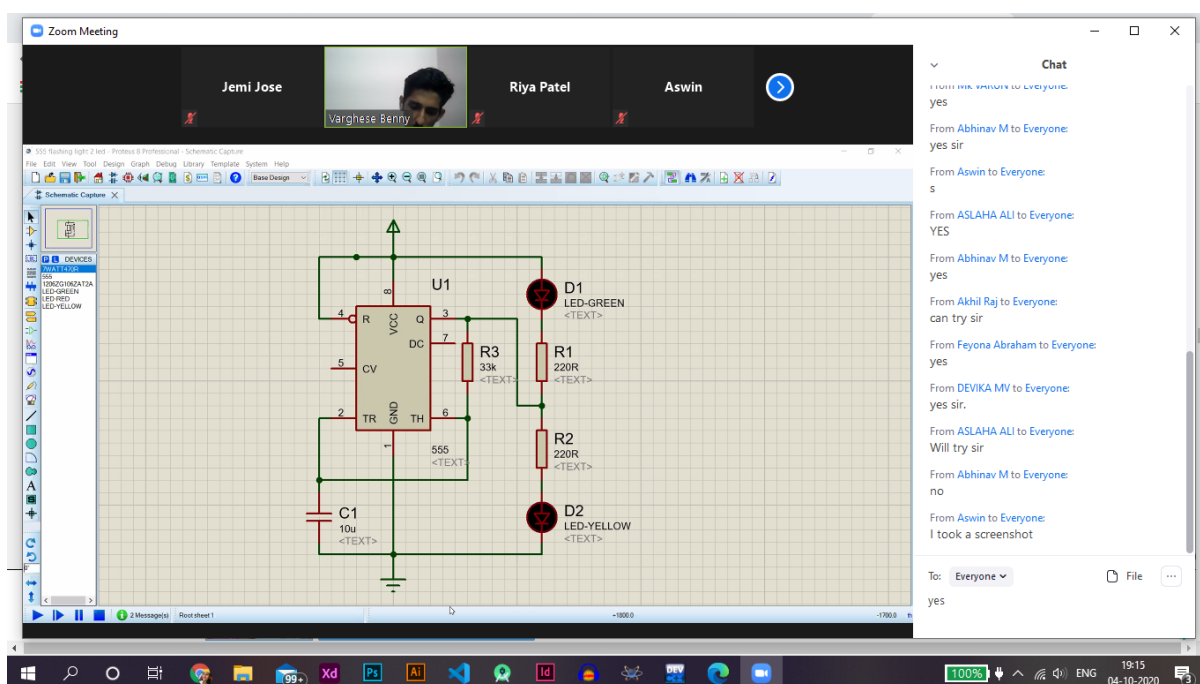 Zoom Meeting
Jemi Jose
Varghese Benny
Riya Patel
Aswin
555 flashing light 2 led - Proteus 8 Professional - Schematic Capture
File Edit View Tool Design Graph Debug Library Template System Help
Base Design
Schematic Capture
P L DEVICES
7WATT470R
555
1206ZG106ZAT2A
LED-GREEN
LED-RED
LED-YELLOW
U1
8
VCC
4
R
Q
3
DC
7
5
CV
2
TR
GND
TH
6
1
555
<TEXT>
R3
33k
<TEXT>
D1
LED-GREEN
<TEXT>
R1
220R
<TEXT>
R2
220R
<TEXT>
D2
LED-YELLOW
<TEXT>
C1
10u
<TEXT>
2 Message(s)
Root sheet 1
-1800.0
-1700.0
Chat
yes
From Abhinav M to Everyone:
yes sir
From Aswin to Everyone:
s
From ASLAHA ALI to Everyone:
YES
From Abhinav M to Everyone:
yes
From Akhil Raj to Everyone:
can try sir
From Feyona Abraham to Everyone:
yes
From DEVIKA MV to Everyone:
yes sir.
From ASLAHA ALI to Everyone:
Will try sir
From Abhinav M to Everyone:
no
From Aswin to Everyone:
I took a screenshot
To: Everyone
File
yes
99+
Xd
Ps
Ai
Id
DEV
100%
ENG
19:15
04-10-2020
3